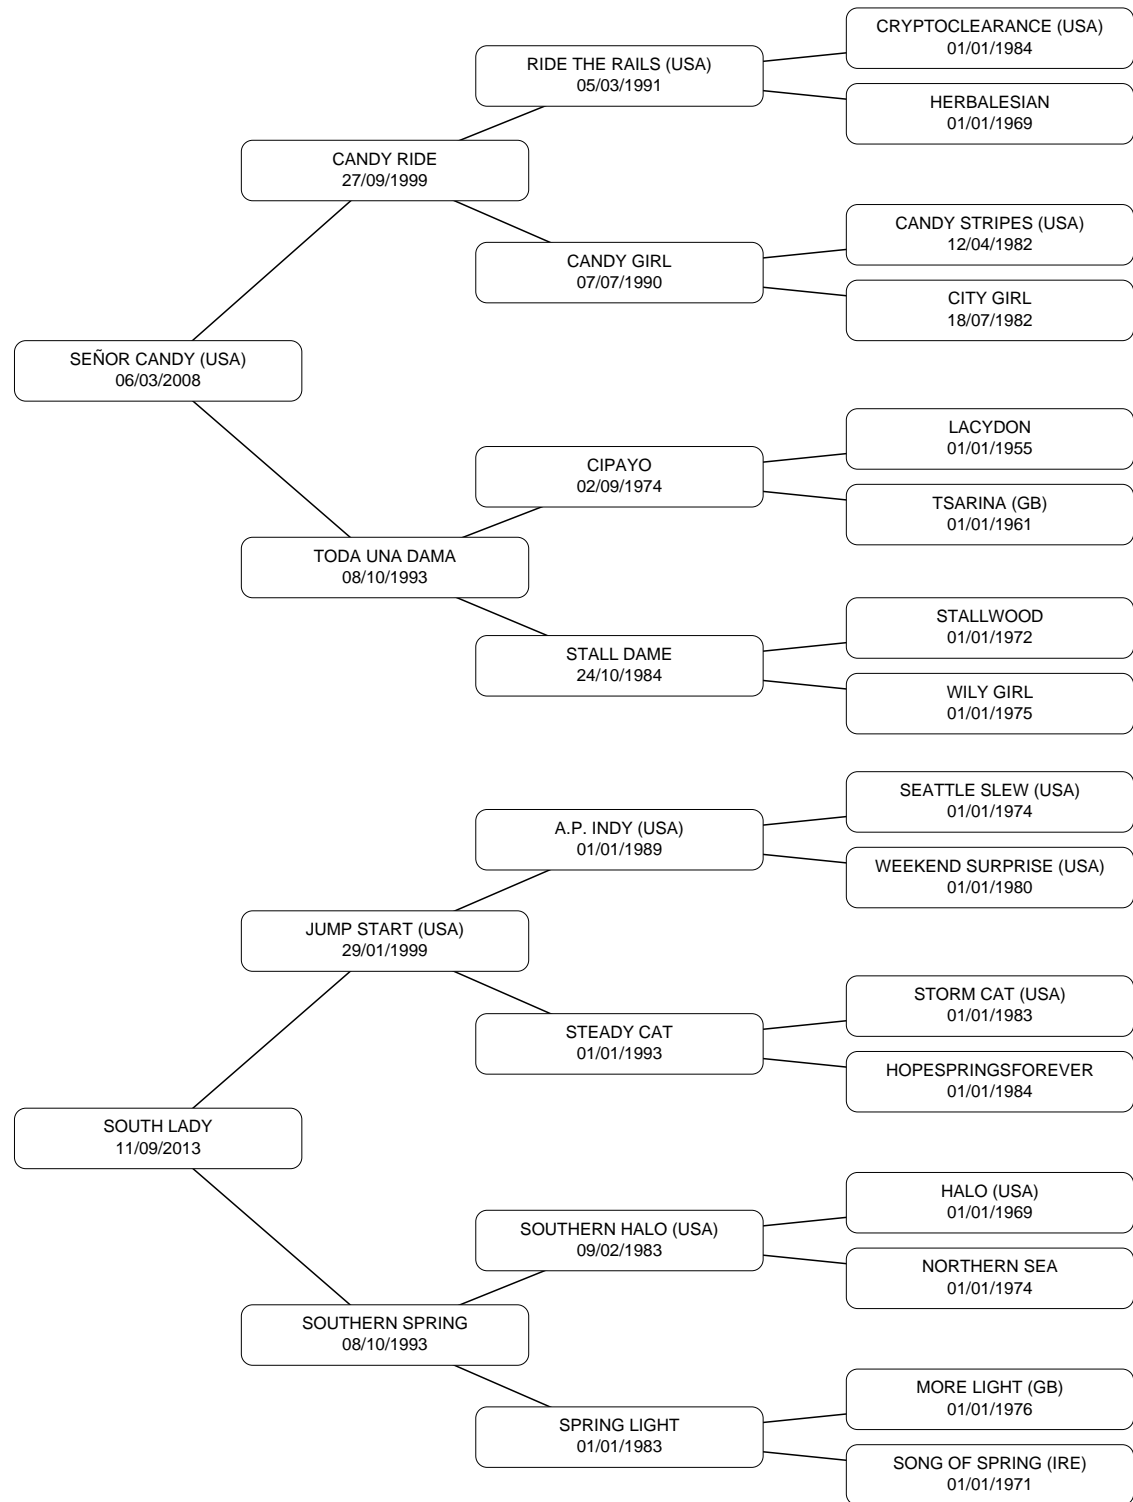 CRYPTOCLEARANCE (USA)
01/01/1984
RIDE THE RAILS (USA)
05/03/1991
HERBALESIAN
01/01/1969
CANDY RIDE
27/09/1999
CANDY STRIPES (USA)
12/04/1982
CANDY GIRL
07/07/1990
CITY GIRL
18/07/1982
SEÑOR CANDY (USA)
06/03/2008
LACYDON
01/01/1955
CIPAYO
02/09/1974
TSARINA (GB)
01/01/1961
TODA UNA DAMA
08/10/1993
STALLWOOD
01/01/1972
STALL DAME
24/10/1984
WILY GIRL
01/01/1975
SEATTLE SLEW (USA)
01/01/1974
A.P. INDY (USA)
01/01/1989
WEEKEND SURPRISE (USA)
01/01/1980
JUMP START (USA)
29/01/1999
STORM CAT (USA)
01/01/1983
STEADY CAT
01/01/1993
HOPESPRINGSFOREVER
01/01/1984
SOUTH LADY
11/09/2013
HALO (USA)
01/01/1969
SOUTHERN HALO (USA)
09/02/1983
NORTHERN SEA
01/01/1974
SOUTHERN SPRING
08/10/1993
MORE LIGHT (GB)
01/01/1976
SPRING LIGHT
01/01/1983
SONG OF SPRING (IRE)
01/01/1971